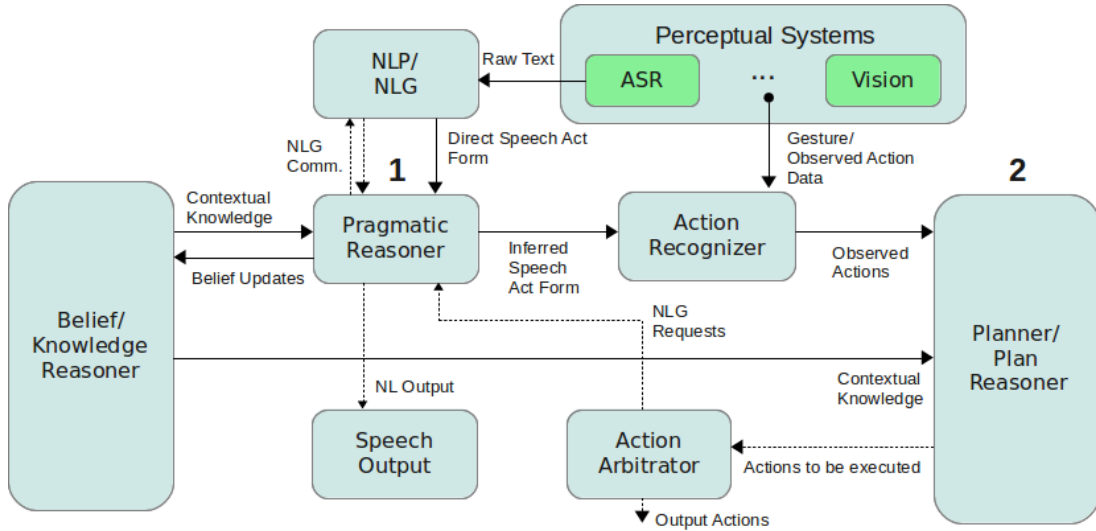 Perceptual Systems
NLP/
NLG
Raw Text
ASR
...
Vision
NLG
Comm.
Direct Speech Act
Form
Gesture/
Observed Action
Data
1
2
Contextual
Knowledge
Pragmatic
Reasoner
Action
Recognizer
Belief Updates
Inferred
Speech
Act Form
Observed
Actions
Belief/
Knowledge
Reasoner
NLG
Requests
Planner/
Plan
Reasoner
NL Output
Contextual
Knowledge
Speech
Output
Action
Arbitrator
Actions to be executed
Output Actions